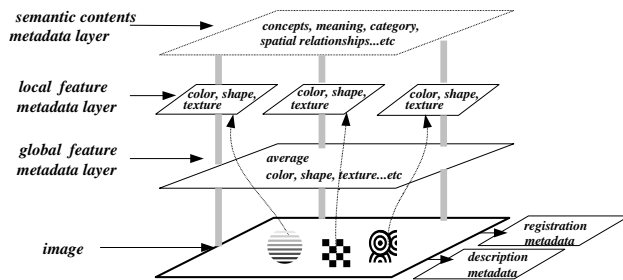 semantic contents
metadata layer
concepts, meaning, category,
spatial relationships...etc
local feature
metadata layer
color, shape,
texture
color, shape,
texture
color, shape,
texture
global feature
metadata layer
average
color, shape, texture...etc
image
registration
metadata
description
metadata